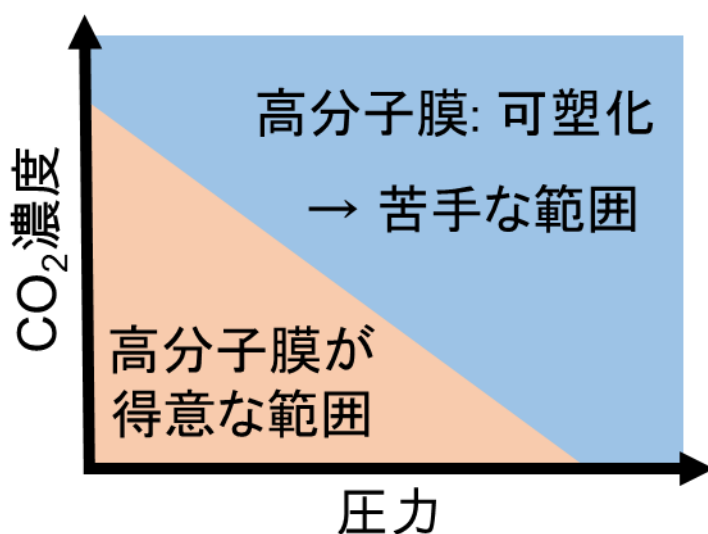 高分子膜: 可塑化
→ 苦手な範囲
高分子膜が
得意な範囲
CO₂濃度
圧力